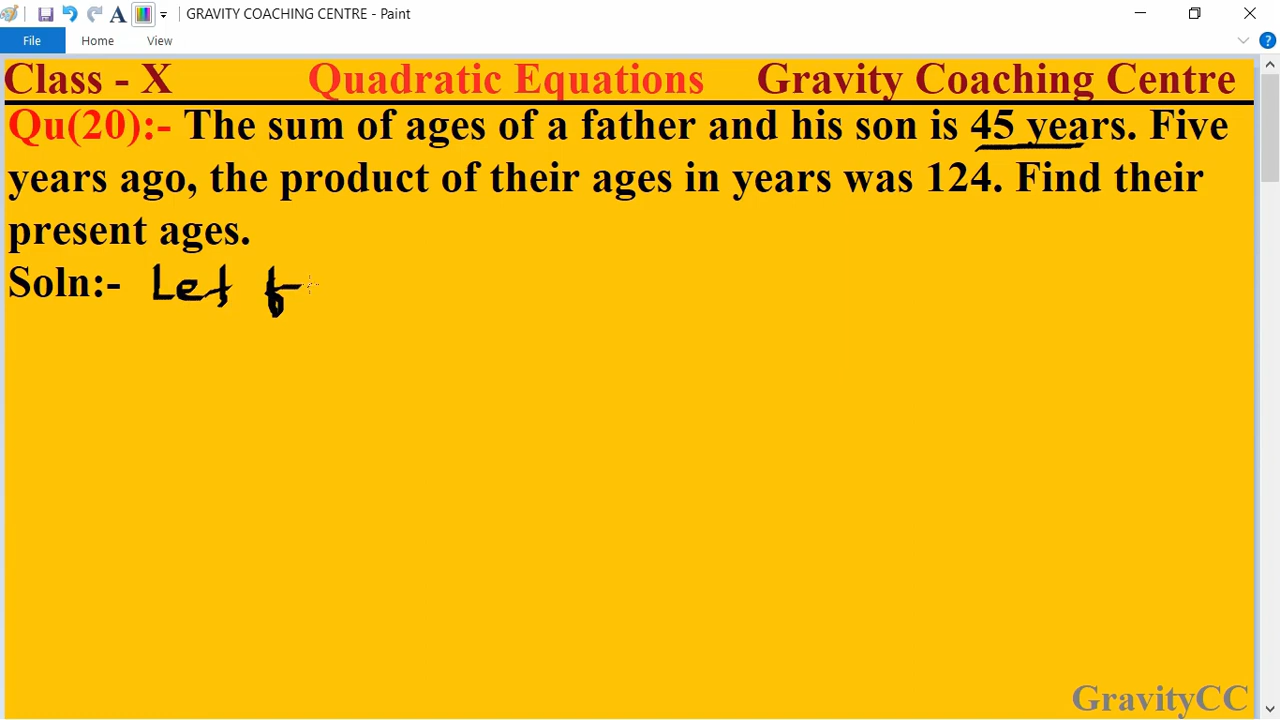 GRAVITY COACHING CENTRE - Paint
File Home View
Class - X Quadratic Equations Gravity Coaching Centre
Qu(20):- The sum of ages of a father and his son is 45 years. Five
years ago, the product of their ages in years was 124. Find their
present ages.
Soln:- Let f
GravityCC